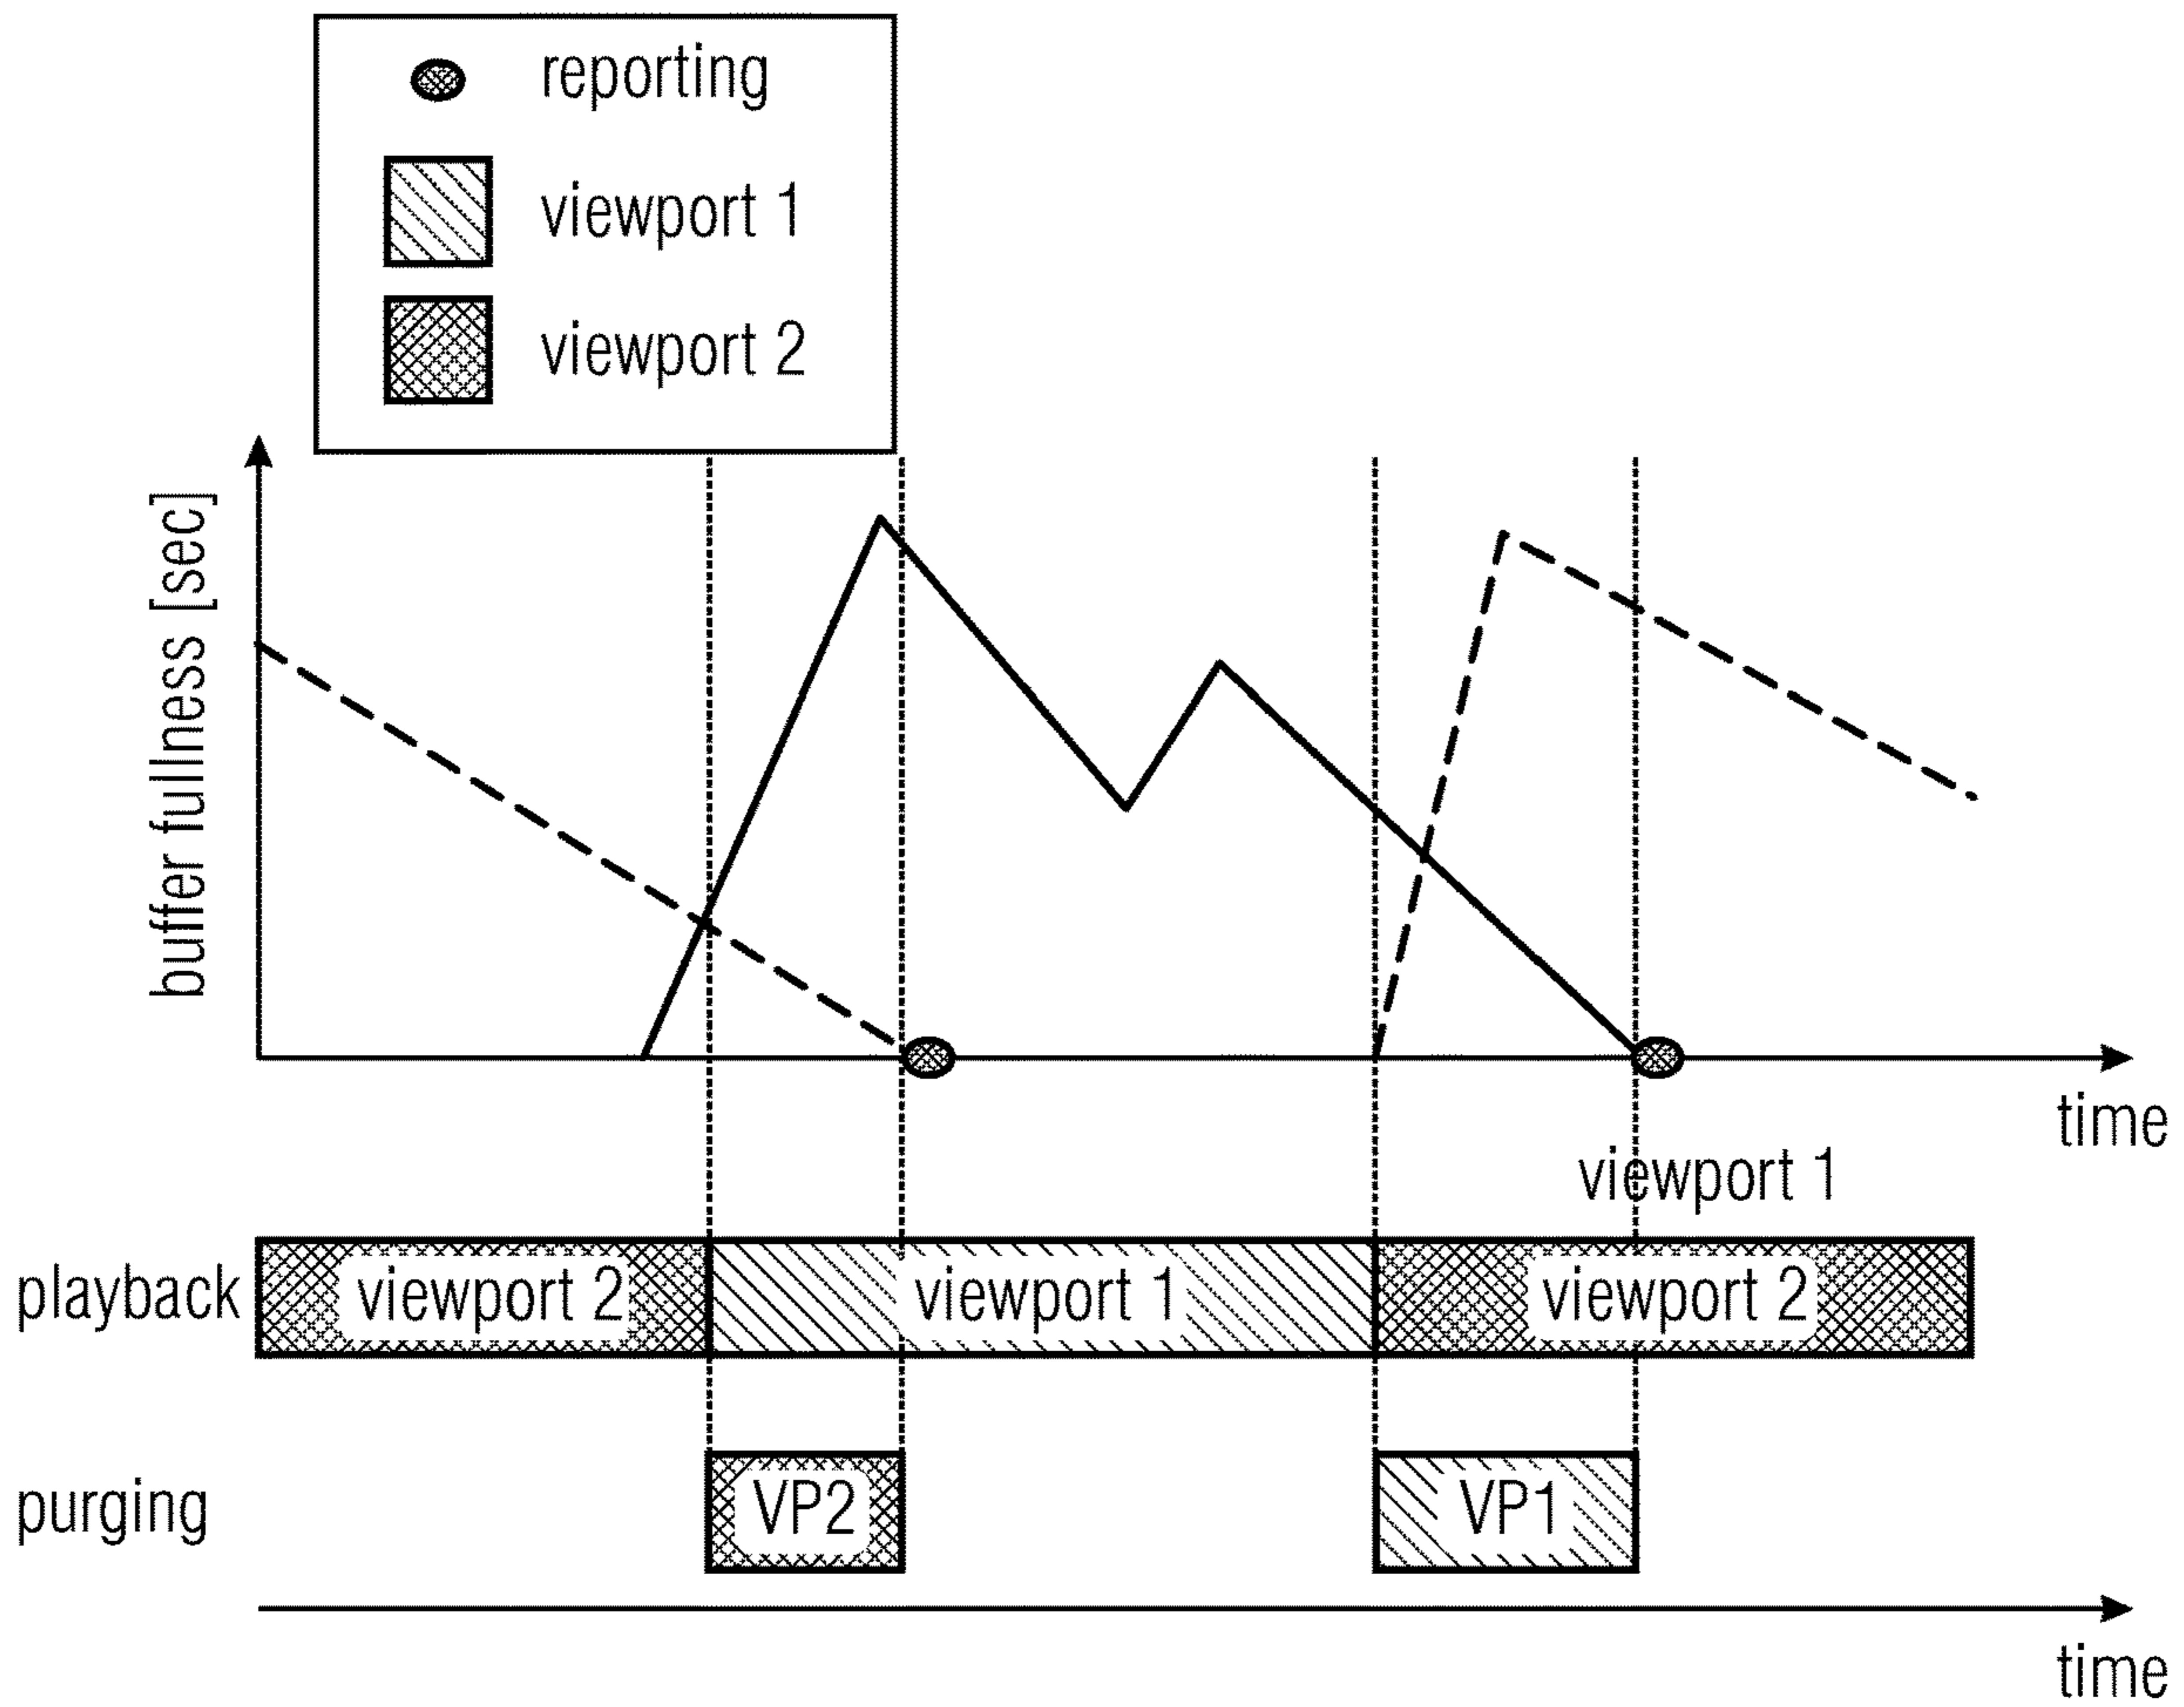 reporting
viewport 1
viewport 2
buffer fullness [sec]
time
viewport 1
playback
viewport 2
viewport 1
viewport 2
purging
VP2
VP1
time